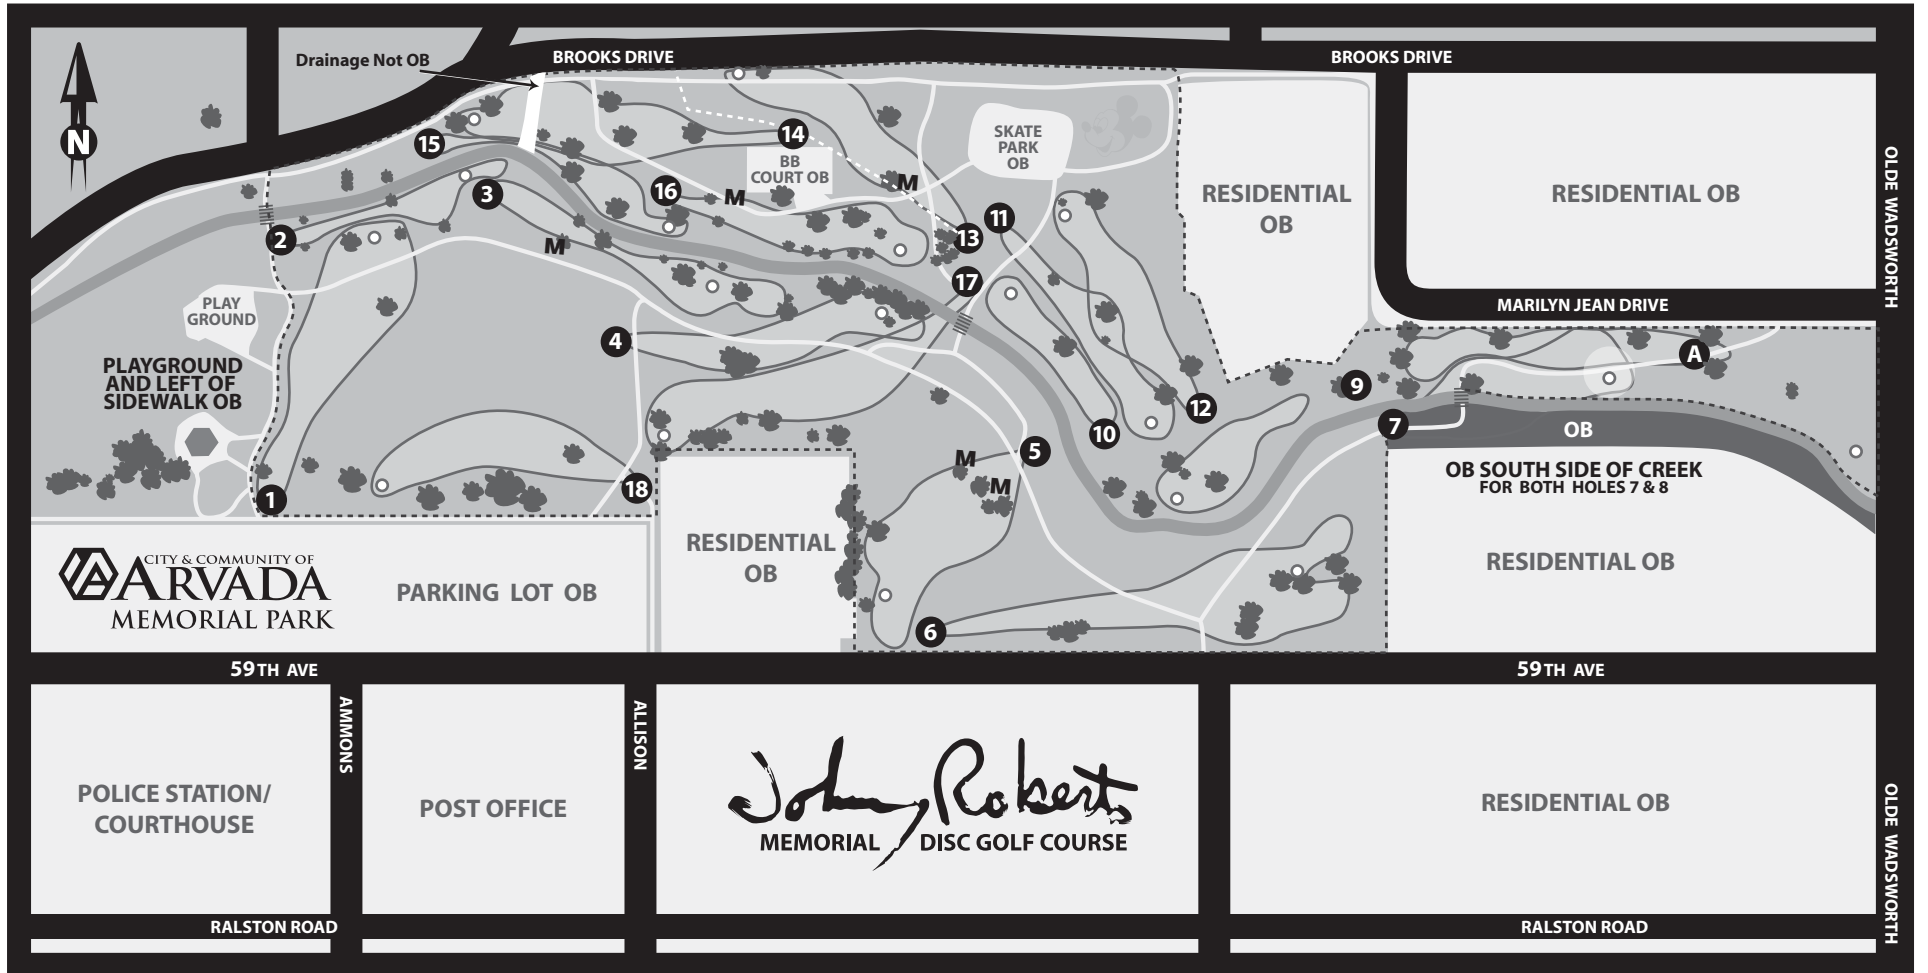 BROOKS DRIVE
BROOKS DRIVE
Drainage Not OB
N
15
14
BB
COURT OB
SKATE
PARK
OB
3
16
M
M
2
M
11
13
17
RESIDENTIAL
OB
RESIDENTIAL OB
OLDE WADSWORTH
MARILYN JEAN DRIVE
PLAY
GROUND
PLAYGROUND
AND LEFT OF
SIDEWALK OB
4
A
9
12
7
10
OB
5
M
M
OB SOUTH SIDE OF CREEK
FOR BOTH HOLES 7 & 8
1
18
RESIDENTIAL
OB
RESIDENTIAL OB
CITY & COMMUNITY OF
ARVADA
MEMORIAL PARK
PARKING LOT OB
6
59TH AVE
59TH AVE
AMMONS
ALLISON
POLICE STATION/
COURTHOUSE
POST OFFICE
John Roberts
MEMORIAL DISC GOLF COURSE
RESIDENTIAL OB
OLDE WADSWORTH
RALSTON ROAD
RALSTON ROAD